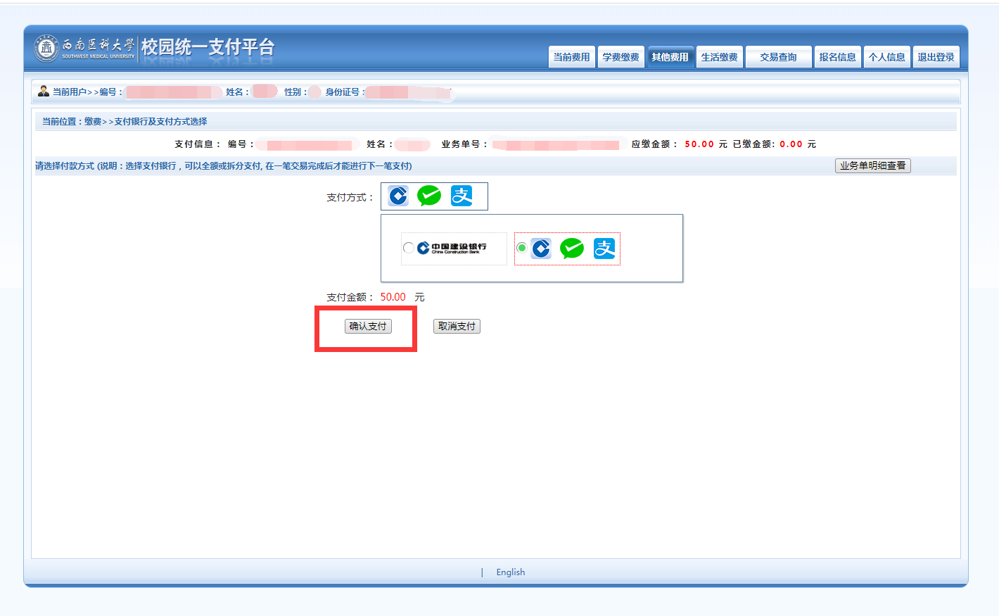 西南医科大学 校园统一支付平台
SOUTHWEST MEDICAL UNIVERSITY
当前费用 学费缴费 其他费用 生活缴费 交易查询 报名信息 个人信息 退出登录
当前用户>>编号： 姓名： 性别： 身份证号：
当前位置：缴费>>支付银行及支付方式选择
支付信息： 编号： 姓名： 业务单号： 应缴金额： 50.00 元 已缴金额: 0.00 元
请选择付款方式 (说明：选择支付银行，可以全额或拆分支付, 在一笔交易完成后才能进行下一笔支付) 业务单明细查看
支付方式： 支
中国建设银行 支
China Construction Bank
支付金额： 50.00 元
确认支付 取消支付
| English